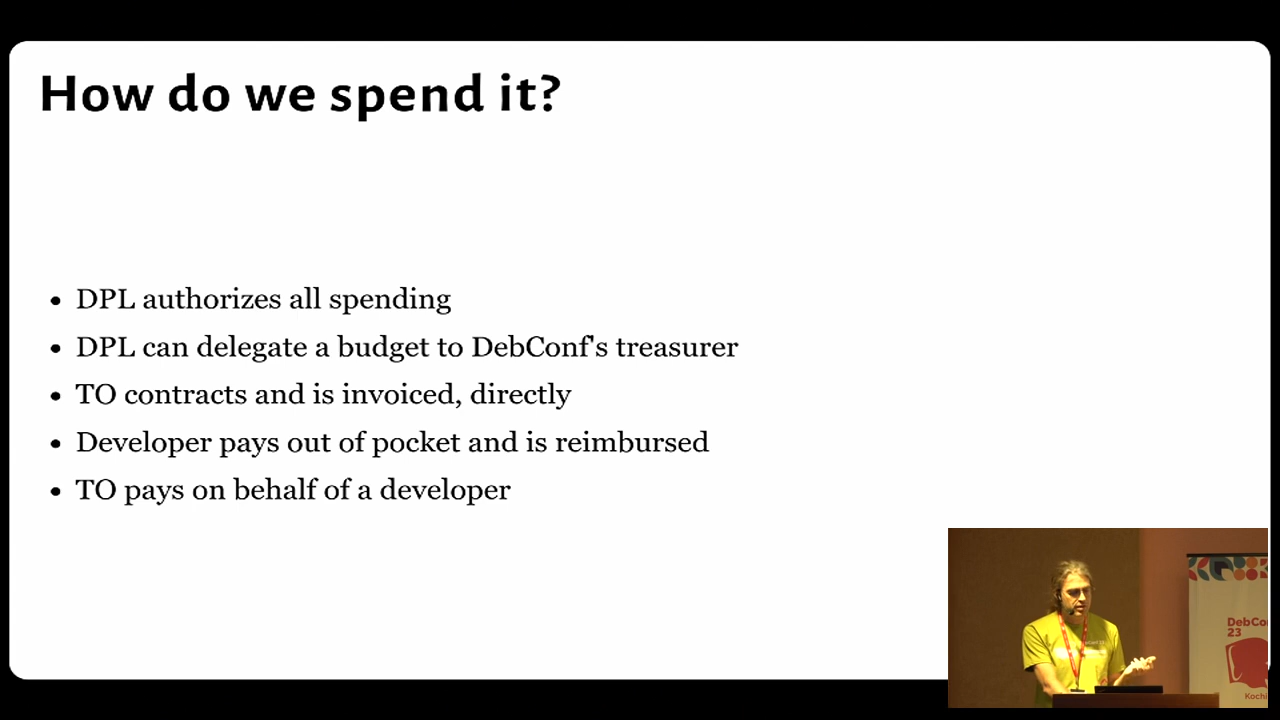 How do we spend it?
DPL authorizes all spending
DPL can delegate a budget to DebConf's treasurer
TO contracts and is invoiced, directly
Developer pays out of pocket and is reimbursed
TO pays on behalf of a developer
DebCo
23
Kochi